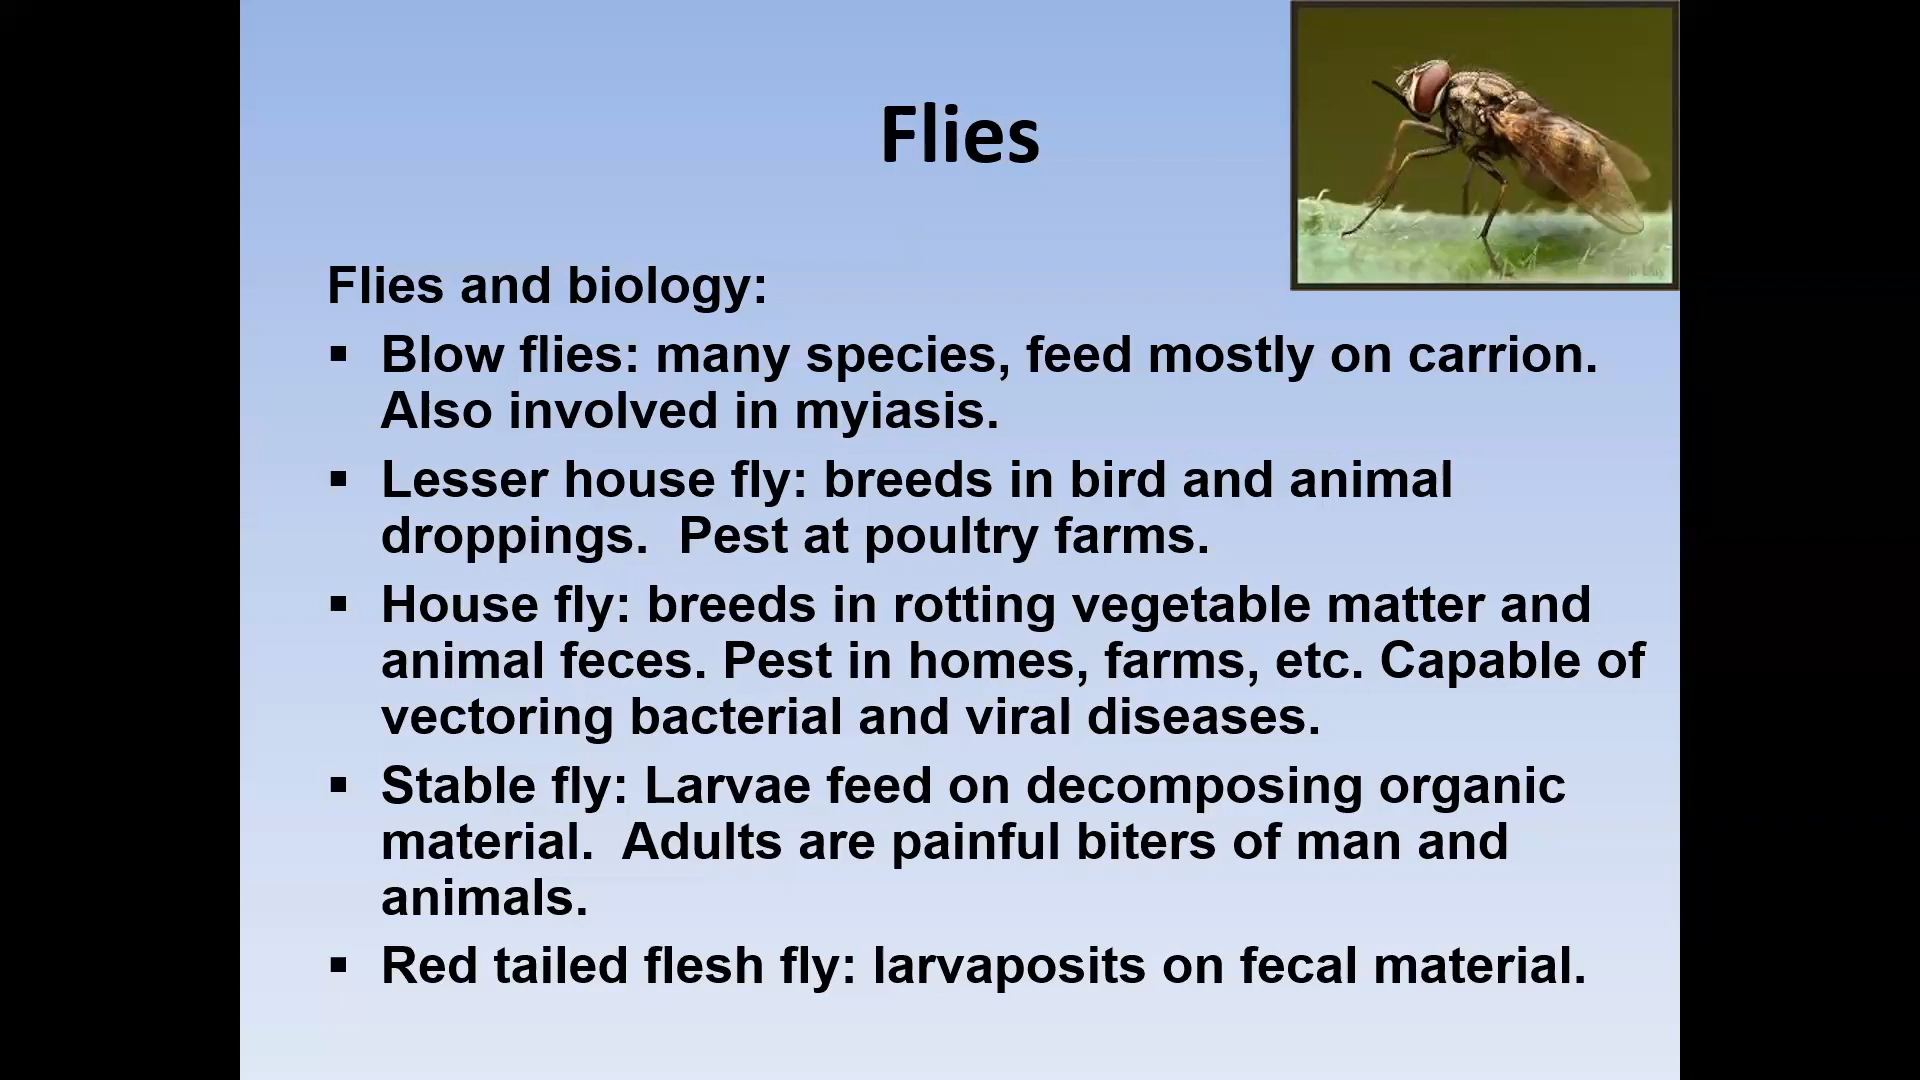 Flies
Flies and biology:
▪ Blow flies: many species, feed mostly on carrion.
Also involved in myiasis.
▪ Lesser house fly: breeds in bird and animal
droppings.  Pest at poultry farms.
▪ House fly: breeds in rotting vegetable matter and
animal feces. Pest in homes, farms, etc. Capable of
vectoring bacterial and viral diseases.
▪ Stable fly: Larvae feed on decomposing organic
material.  Adults are painful biters of man and
animals.
▪ Red tailed flesh fly: larvaposits on fecal material.